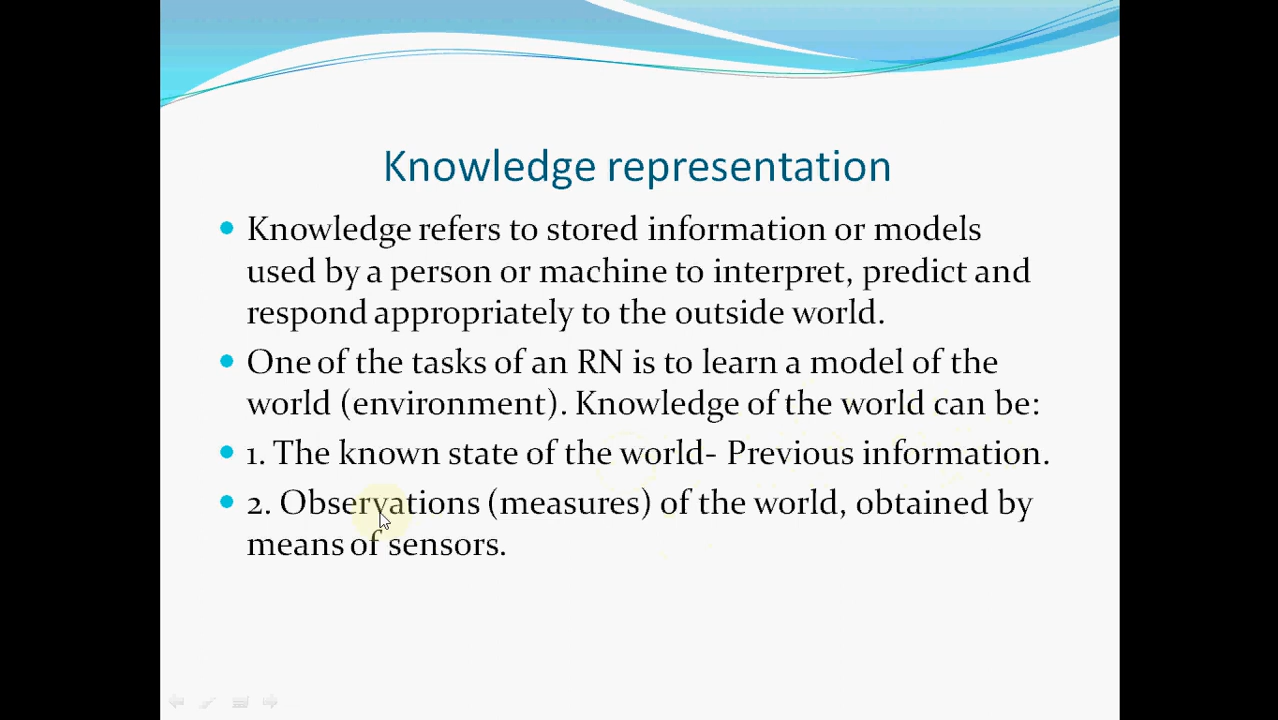 Knowledge representation
Knowledge refers to stored information or models
used by a person or machine to interpret, predict and
respond appropriately to the outside world.
One of the tasks of an RN is to learn a model of the
world (environment). Knowledge of the world can be:
1. The known state of the world- Previous information.
2. Observations (measures) of the world, obtained by
means of sensors.